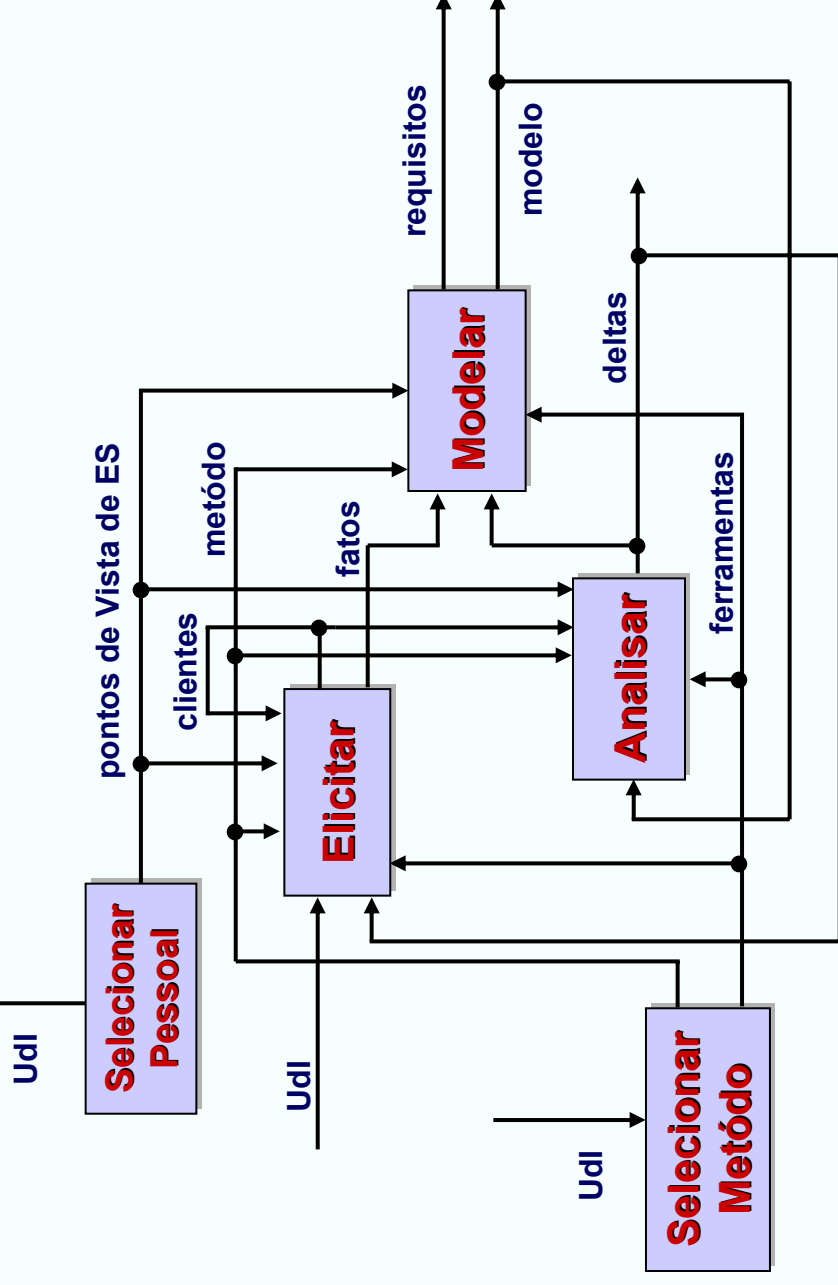 UdI
Selecionar
Pessoal
pontos de Vista de ES
clientes
metódo
UdI
Elicitar
fatos
requisitos
Modelar
modelo
UdI
Selecionar
Metódo
Analisar
deltas
ferramentas